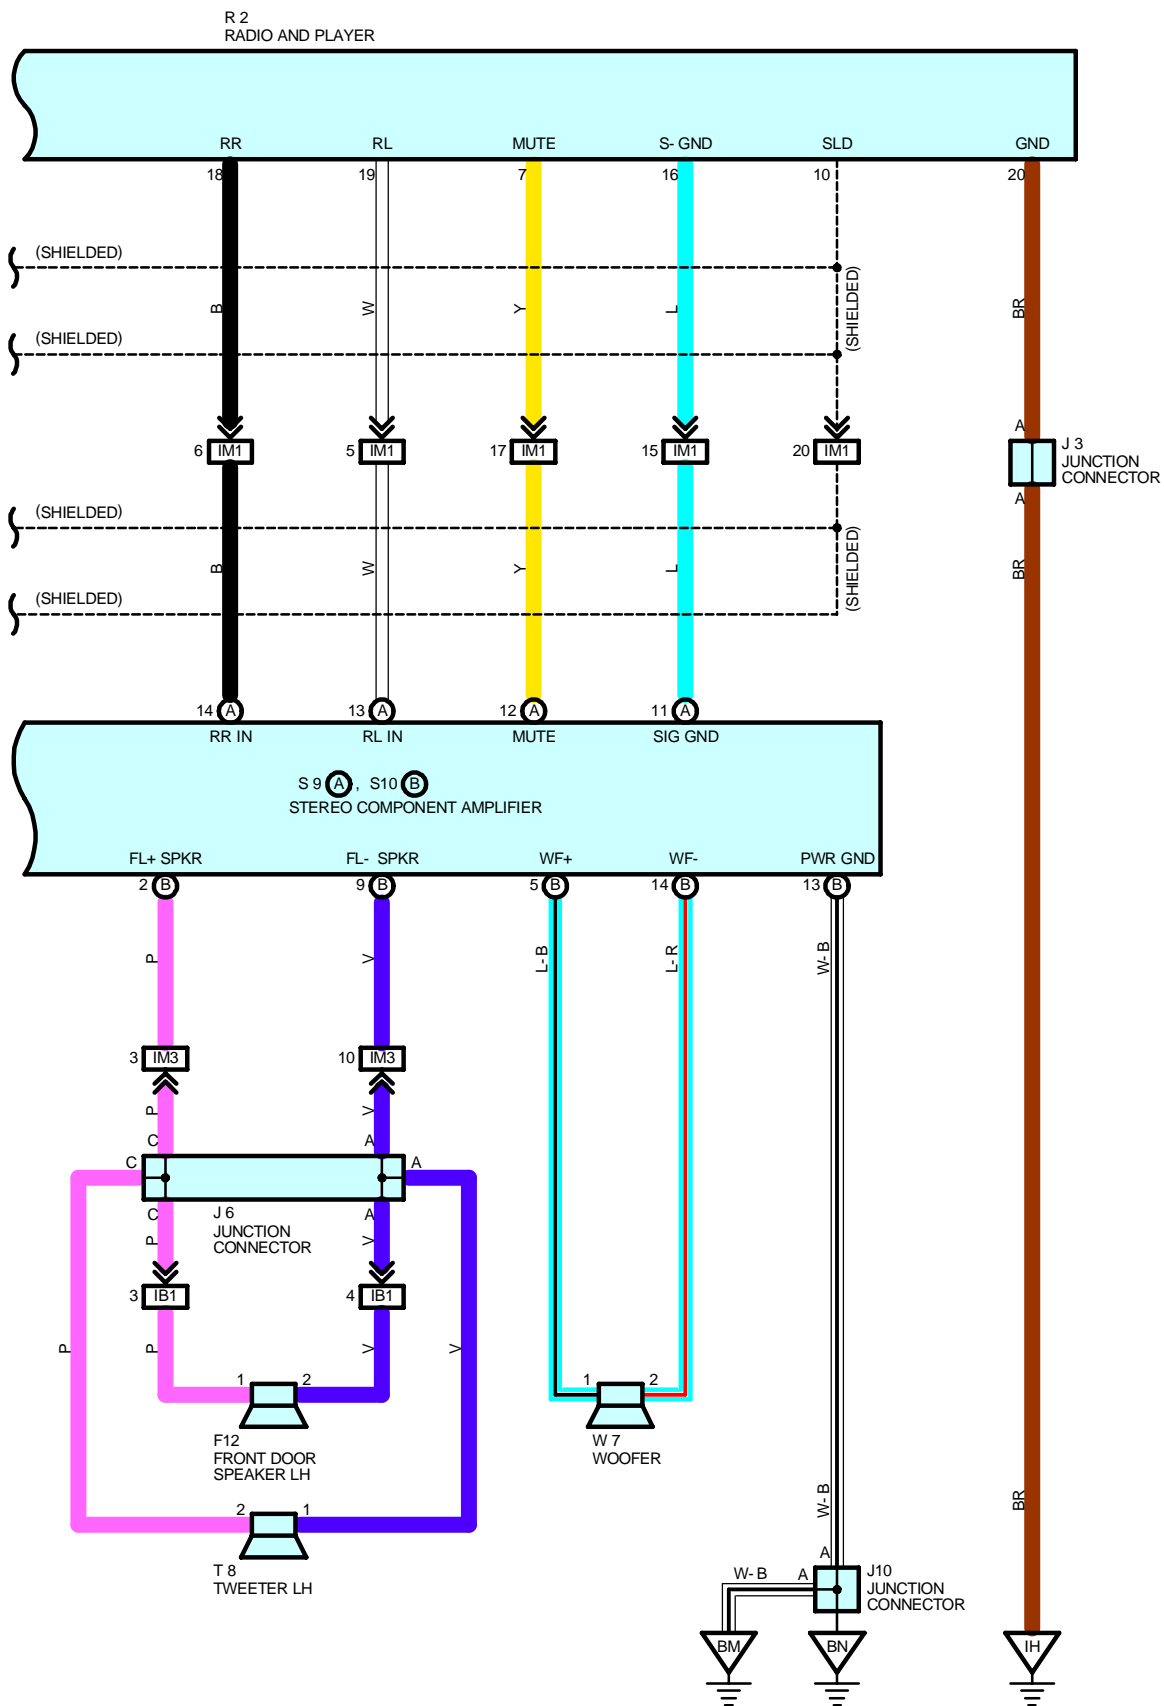 R 2
RADIO AND PLAYER
RR RL MUTE S- GND SLD GND
18 19 7 16 10 20
(SHIELDED)
(SHIELDED)
B W Y L BR
(SHIELDED)
A
6 IM1 5 IM1 17 IM1 15 IM1 20 IM1
J 3
JUNCTION
CONNECTOR
A
(SHIELDED)
(SHIELDED)
B W Y L BR
(SHIELDED)
14 A 13 A 12 A 11 A
RR IN RL IN MUTE SIG GND
S 9 A , S10 B
STEREO COMPONENT AMPLIFIER
FL+ SPKR FL- SPKR WF+ WF- PWR GND
2 B 9 B 5 B 14 B 13 B
P V L- B L- R W- B
3 IM3 10 IM3
P V
C A
C A
C A
J 6
JUNCTION
CONNECTOR
P V
3 IB1 4 IB1
P P V V
1 2 1 2
F12
FRONT DOOR
SPEAKER LH
W 7
WOOFER
2 1
T 8
TWEETER LH
W- B BR
A
W- B A
J10
JUNCTION
CONNECTOR
BM BN IH